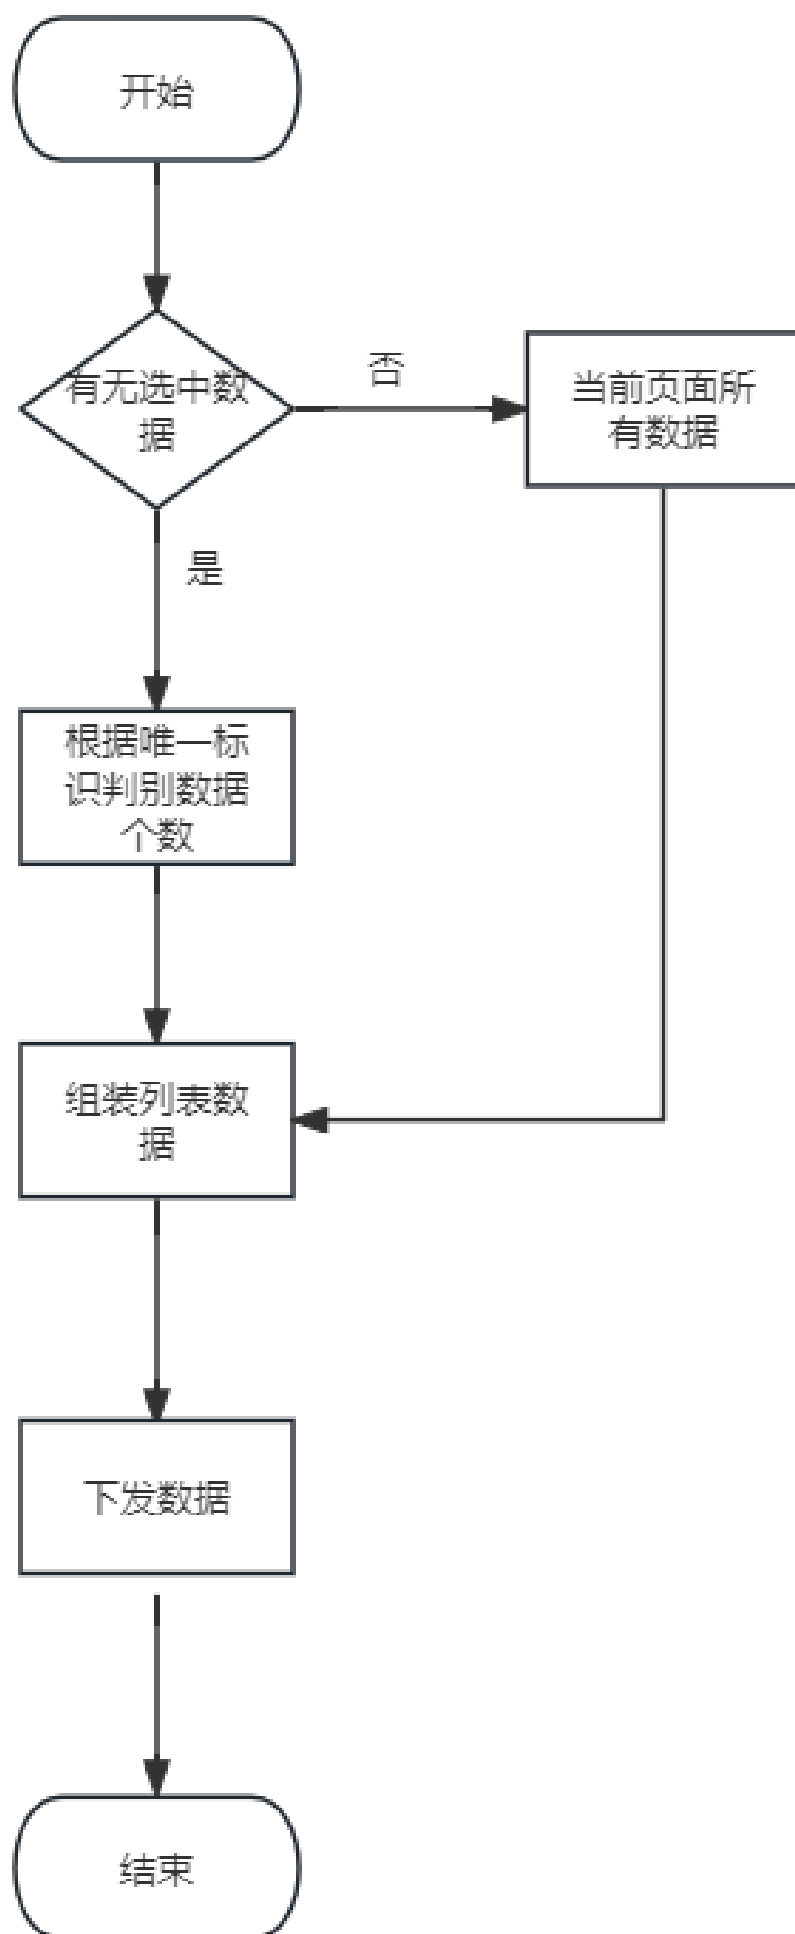 开始
有无选中数
据
否
当前页面所
有数据
是
根据唯一标
识判别数据
个数
组装列表数
据
下发数据
结束